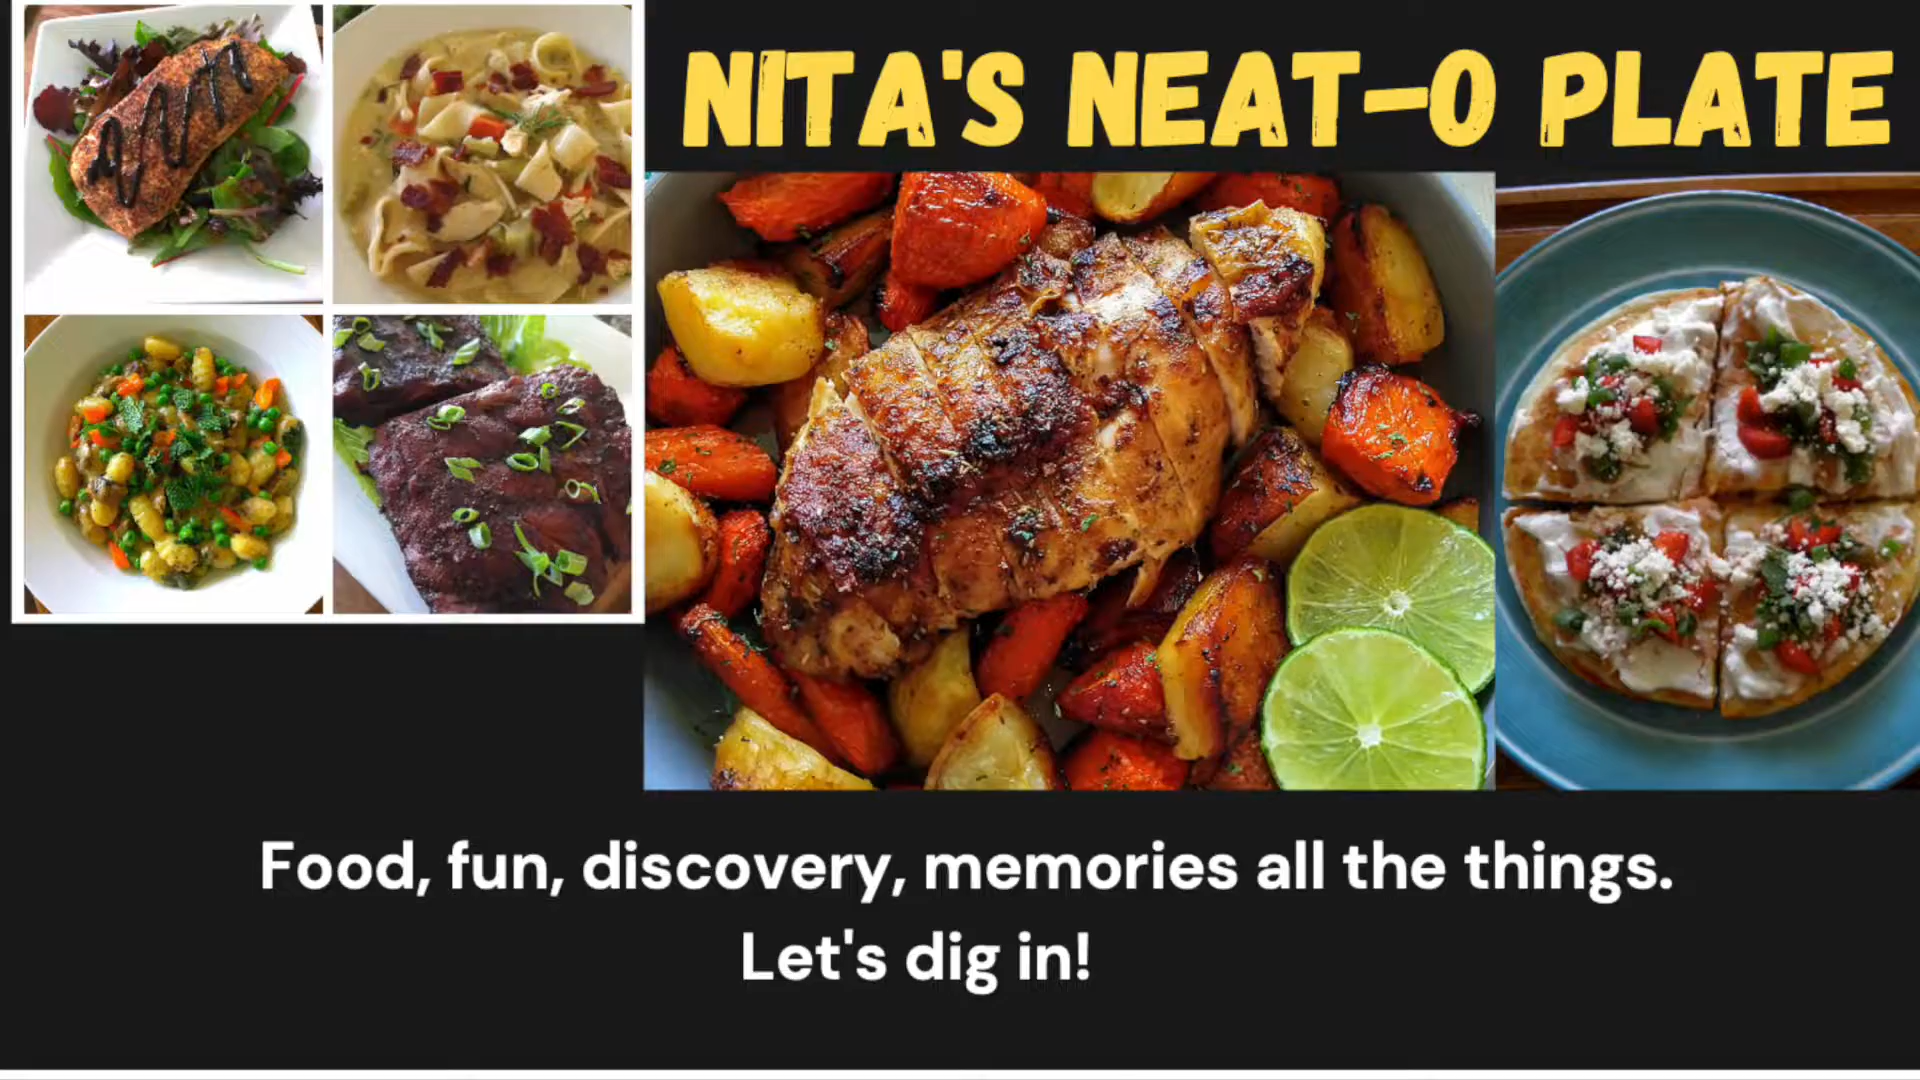 NITA'S NEAT-O PLATE
Food, fun, discovery, memories all the things.
Let's dig in!